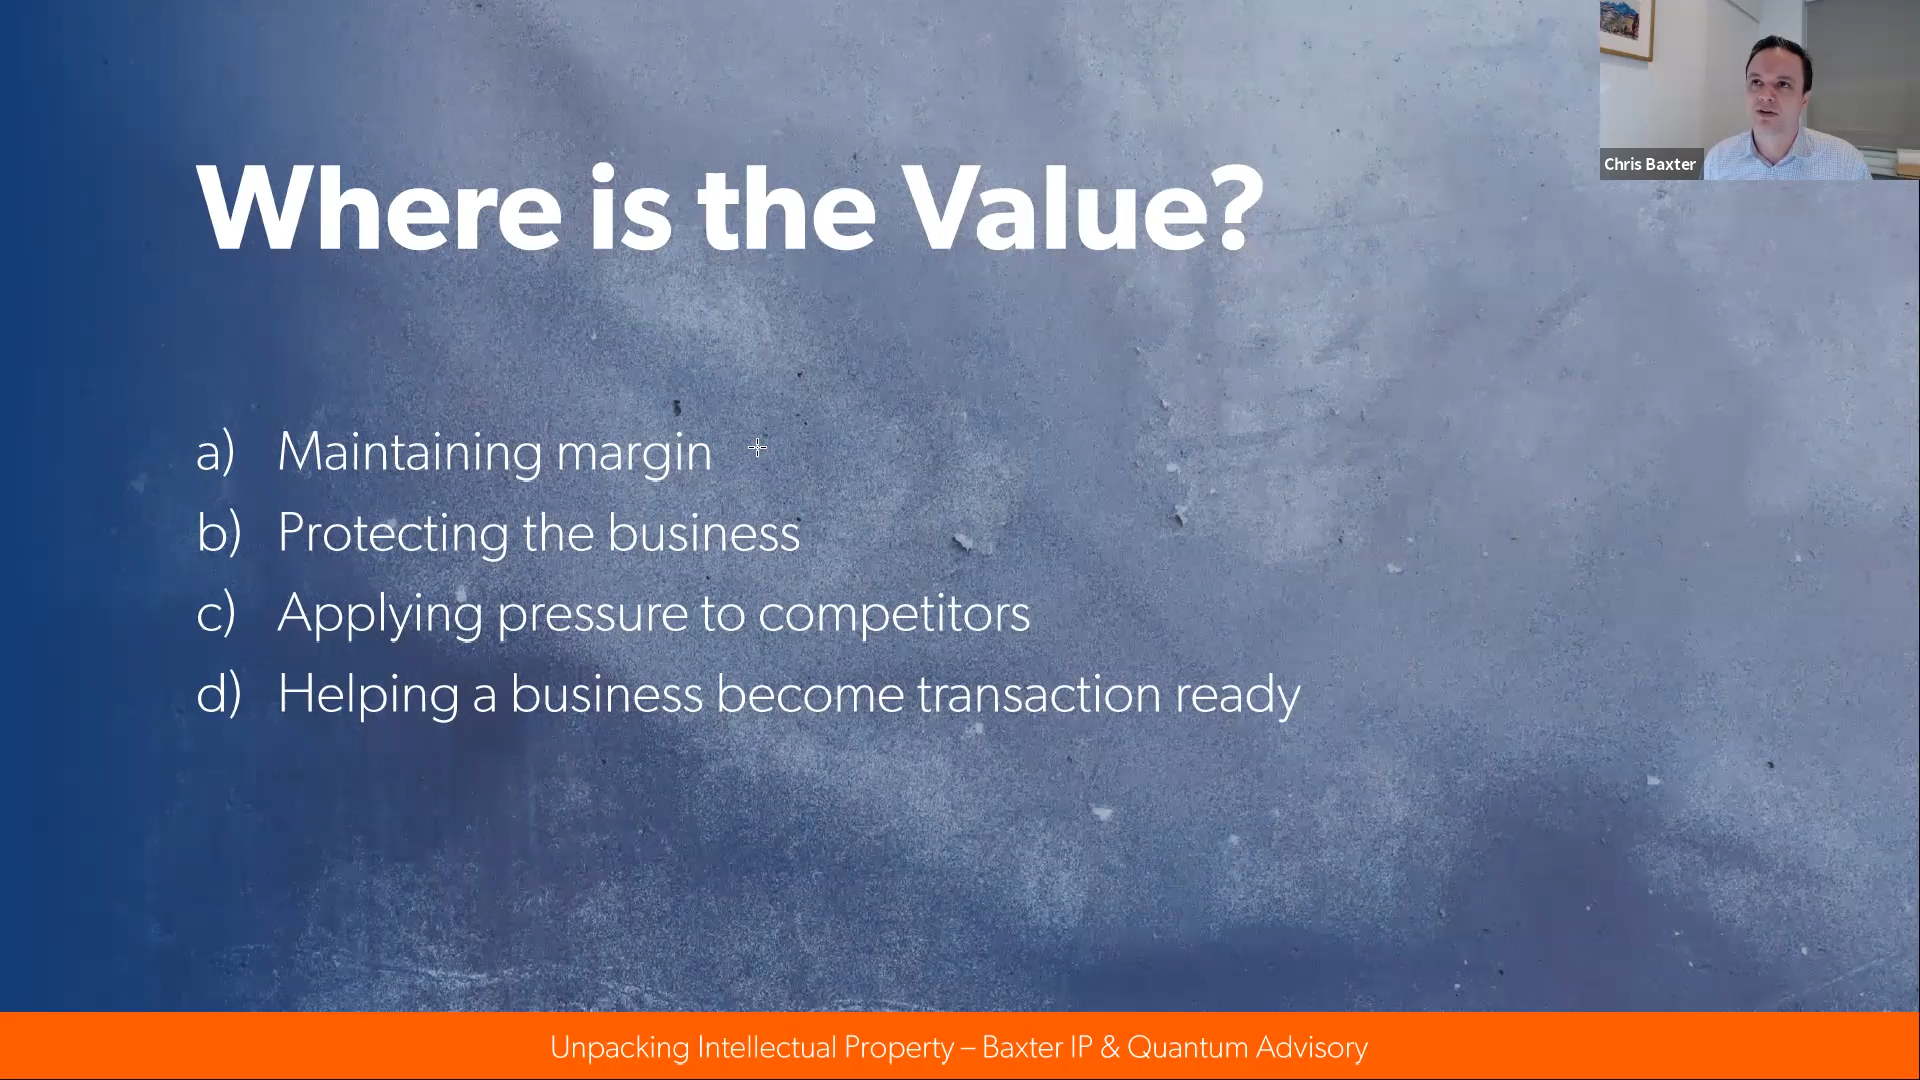 Chris Baxter
Where is the Value?
a) Maintaining margin
b) Protecting the business
c) Applying pressure to competitors
d) Helping a business become transaction ready
Unpacking Intellectual Property – Baxter IP & Quantum Advisory